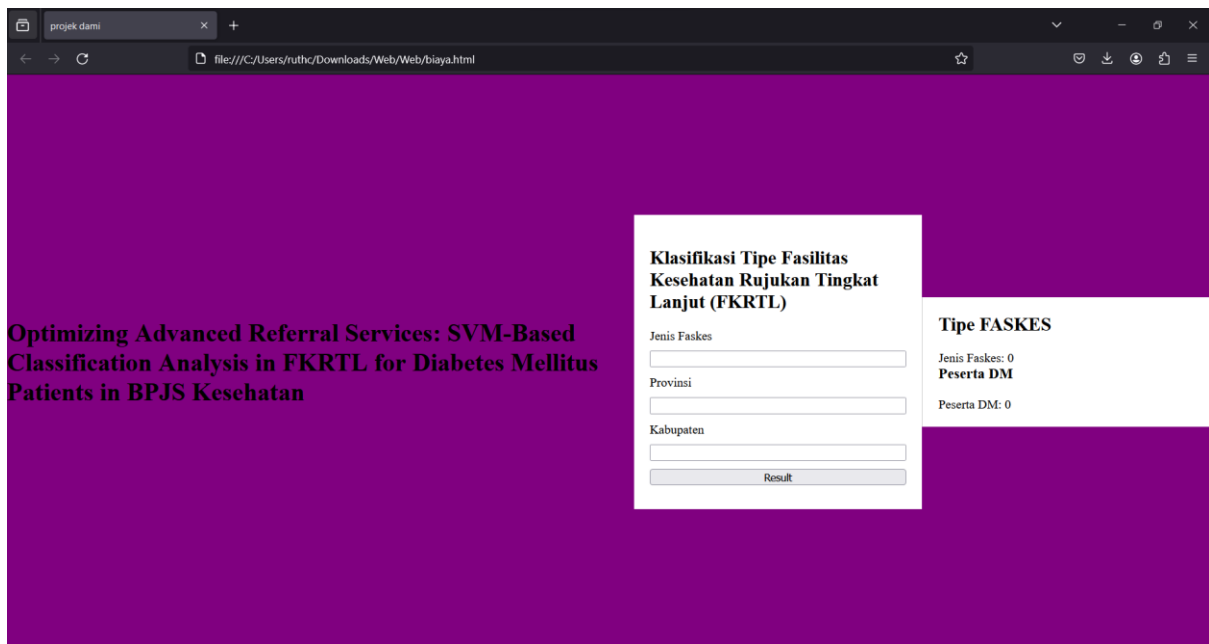 projek dami
file:///C:/Users/ruthc/Downloads/Web/Web/biaya.html
Optimizing Advanced Referral Services: SVM-Based
Classification Analysis in FKRTL for Diabetes Mellitus
Patients in BPJS Kesehatan
Klasifikasi Tipe Fasilitas
Kesehatan Rujukan Tingkat
Lanjut (FKRTL)
Jenis Faskes
Provinsi
Kabupaten
Result
Tipe FASKES
Jenis Faskes: 0
Peserta DM
Peserta DM: 0